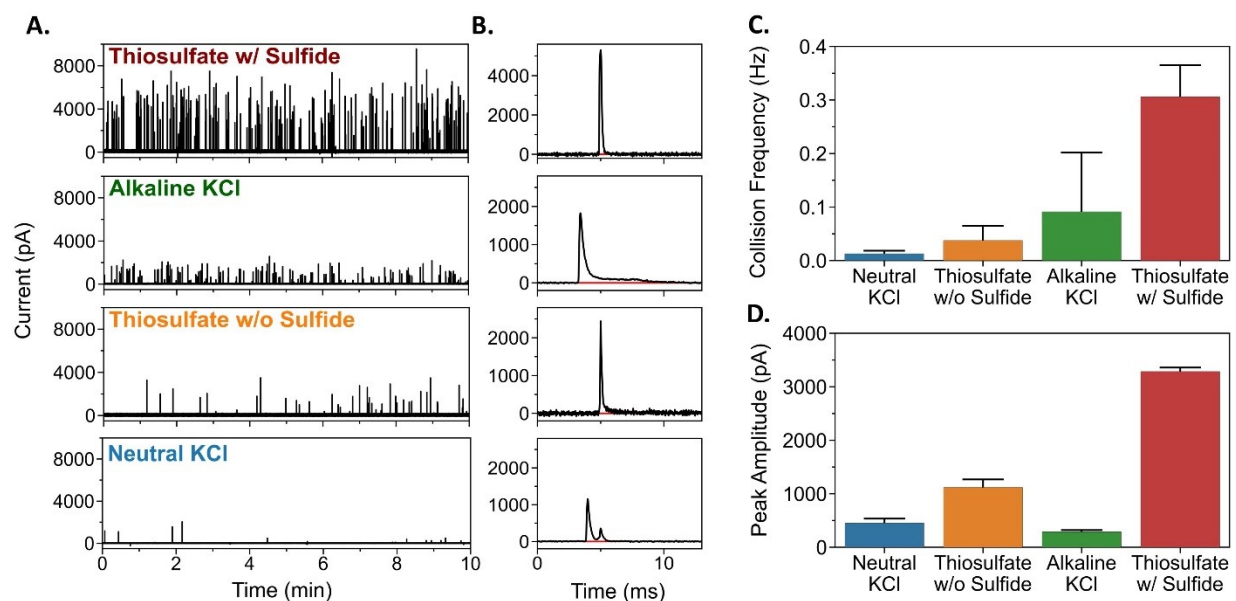 A.
Thiosulfate w/ Sulfide
8000
4000
0
Alkaline KCl
8000
4000
0
Thiosulfate w/o Sulfide
8000
4000
0
Neutral KCl
8000
4000
0
0 2 4 6 8 10
Time (min)
Current (pA)
B.
4000
2000
0
2000
1000
0
2000
1000
0
2000
1000
0
0 5 10
Time (ms)
C.
Collision Frequency (Hz)
0.4
0.3
0.2
0.1
0.0
Neutral Thiosulfate Alkaline Thiosulfate
KCl w/o Sulfide KCl w/ Sulfide
D.
Peak Amplitude (pA)
4000
3000
2000
1000
0
Neutral Thiosulfate Alkaline Thiosulfate
KCl w/o Sulfide KCl w/ Sulfide